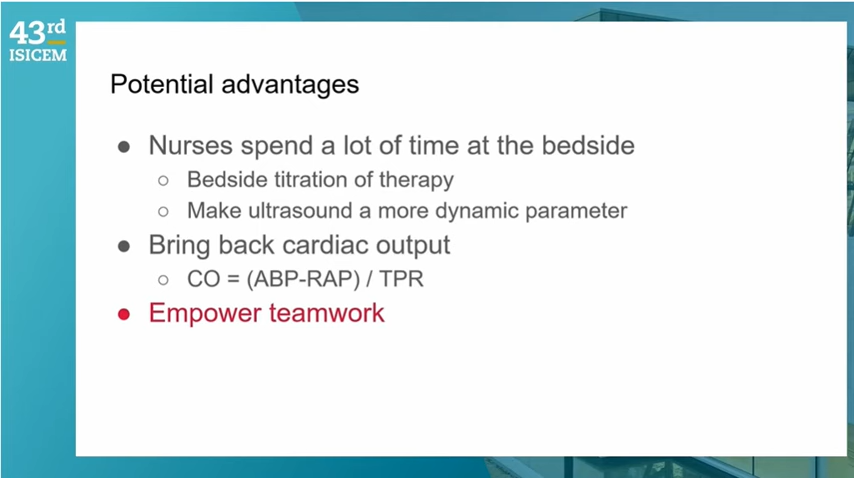 43rd
ISICEM
Potential advantages
● Nurses spend a lot of time at the bedside
○ Bedside titration of therapy
○ Make ultrasound a more dynamic parameter
● Bring back cardiac output
○ CO = (ABP-RAP) / TPR
● Empower teamwork